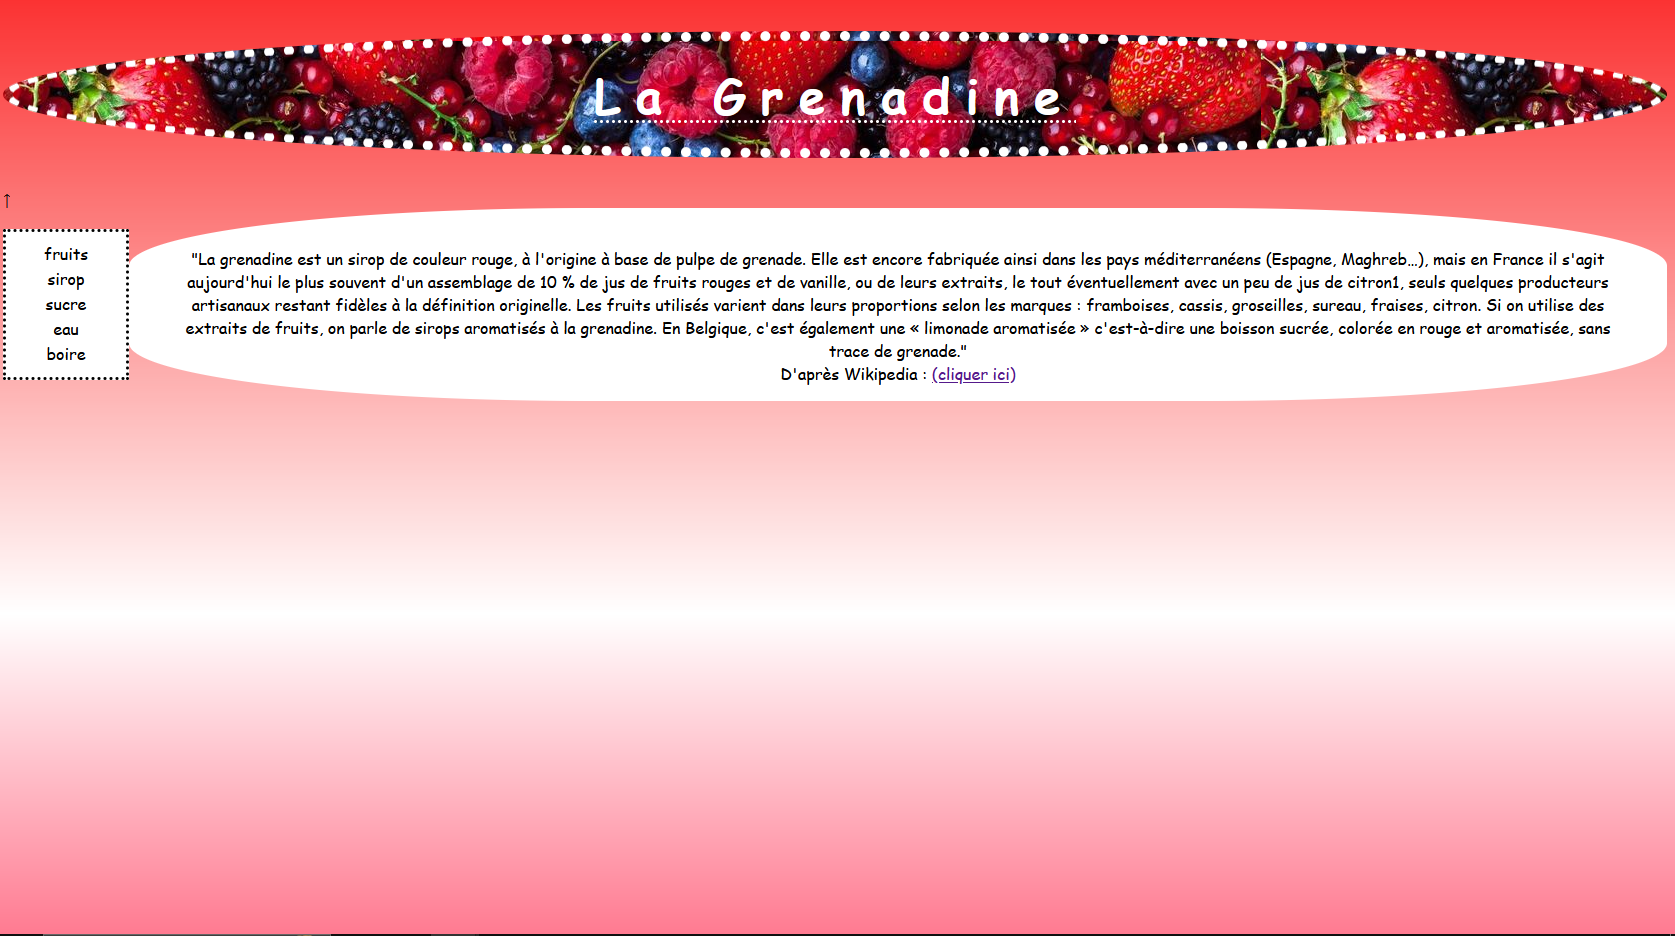 La Grenadine
↑
fruits
sirop
sucre
eau
boire
"La grenadine est un sirop de couleur rouge, à l'origine à base de pulpe de grenade. Elle est encore fabriquée ainsi dans les pays méditerranéens (Espagne, Maghreb...), mais en France il s'agit
aujourd'hui le plus souvent d'un assemblage de 10 % de jus de fruits rouges et de vanille, ou de leurs extraits, le tout éventuellement avec un peu de jus de citron1, seuls quelques producteurs
artisanaux restant fidèles à la définition originelle. Les fruits utilisés varient dans leurs proportions selon les marques : framboises, cassis, groseilles, sureau, fraises, citron. Si on utilise des
extraits de fruits, on parle de sirops aromatisés à la grenadine. En Belgique, c'est également une « limonade aromatisée » c'est-à-dire une boisson sucrée, colorée en rouge et aromatisée, sans
trace de grenade."
D'après Wikipedia : (cliquer ici)